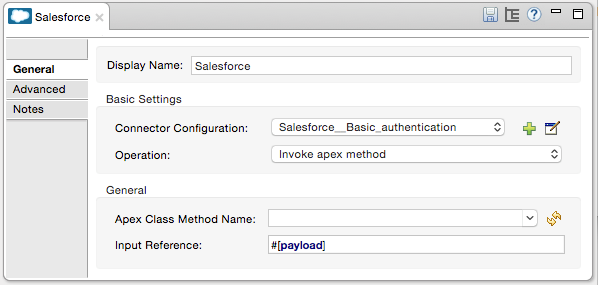 Salesforce
General
Advanced
Notes
Display Name: Salesforce
Basic Settings
Connector Configuration: Salesforce__Basic_authentication
Operation: Invoke apex method
General
Apex Class Method Name:
Input Reference: #[payload]